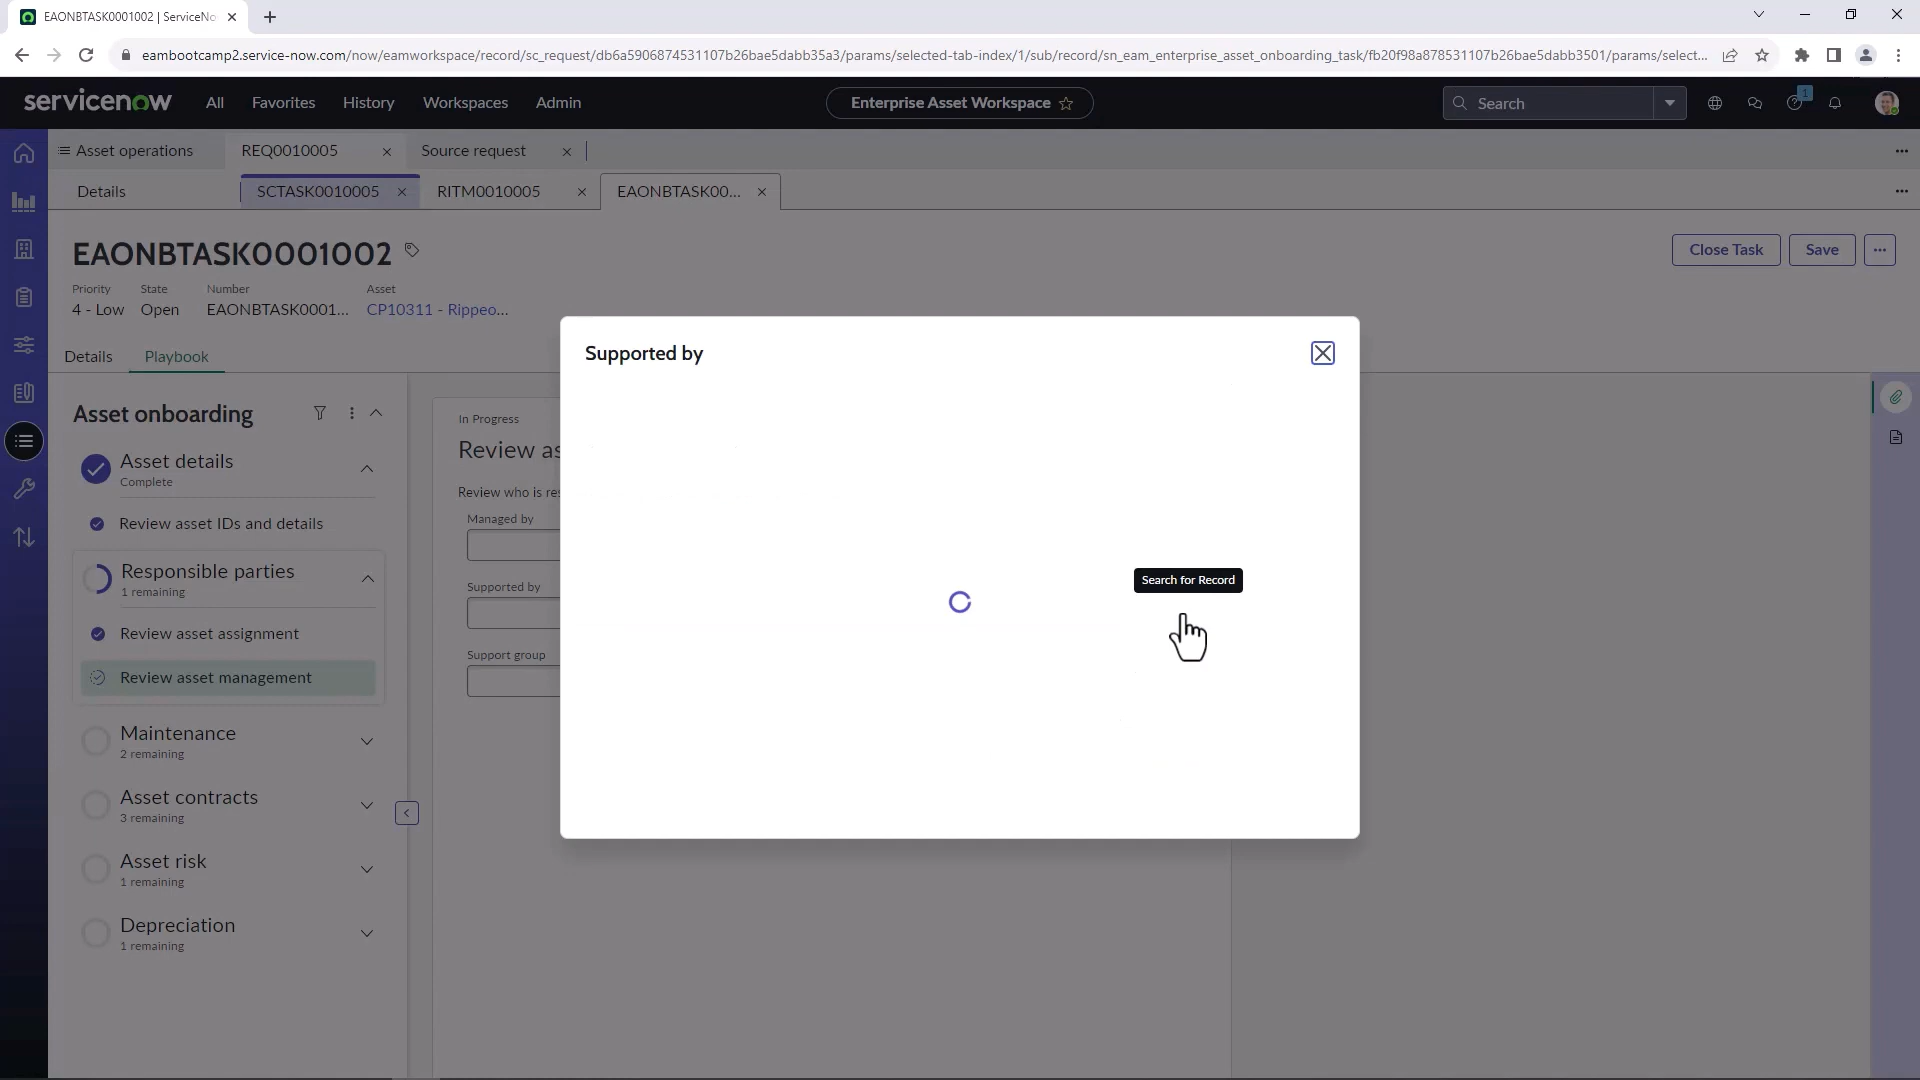 EAONBTASK0001002 | ServiceNo
eambootcamp2.service-now.com/now/eamworkspace/record/sc_request/db6a5906874531107b26bae5dabb35a3/params/selected-tab-index/1/sub/record/sn_eam_enterprise_asset_onboarding_task/fb20f98a878531107b26bae5dabb3501/params/select...
servicenow
All
Favorites
History
Workspaces
Admin
Enterprise Asset Workspace
Search
1
Asset operations
REQ0010005
Source request
Details
SCTASK0010005
RITM0010005
EAONBTASK00...
EAONBTASK0001002
Close Task
Save
Priority
State
Number
Asset
4 - Low
Open
EAONBTASK0001...
CP10311 - Rippeo...
Details
Playbook
Supported by
Asset onboarding
Asset details
Complete
Review asset IDs and details
Responsible parties
1 remaining
Review asset assignment
Review asset management
Maintenance
2 remaining
Asset contracts
3 remaining
Asset risk
1 remaining
Depreciation
1 remaining
In Progress
Review as
Review who is res
Managed by
Supported by
Support group
Search for Record